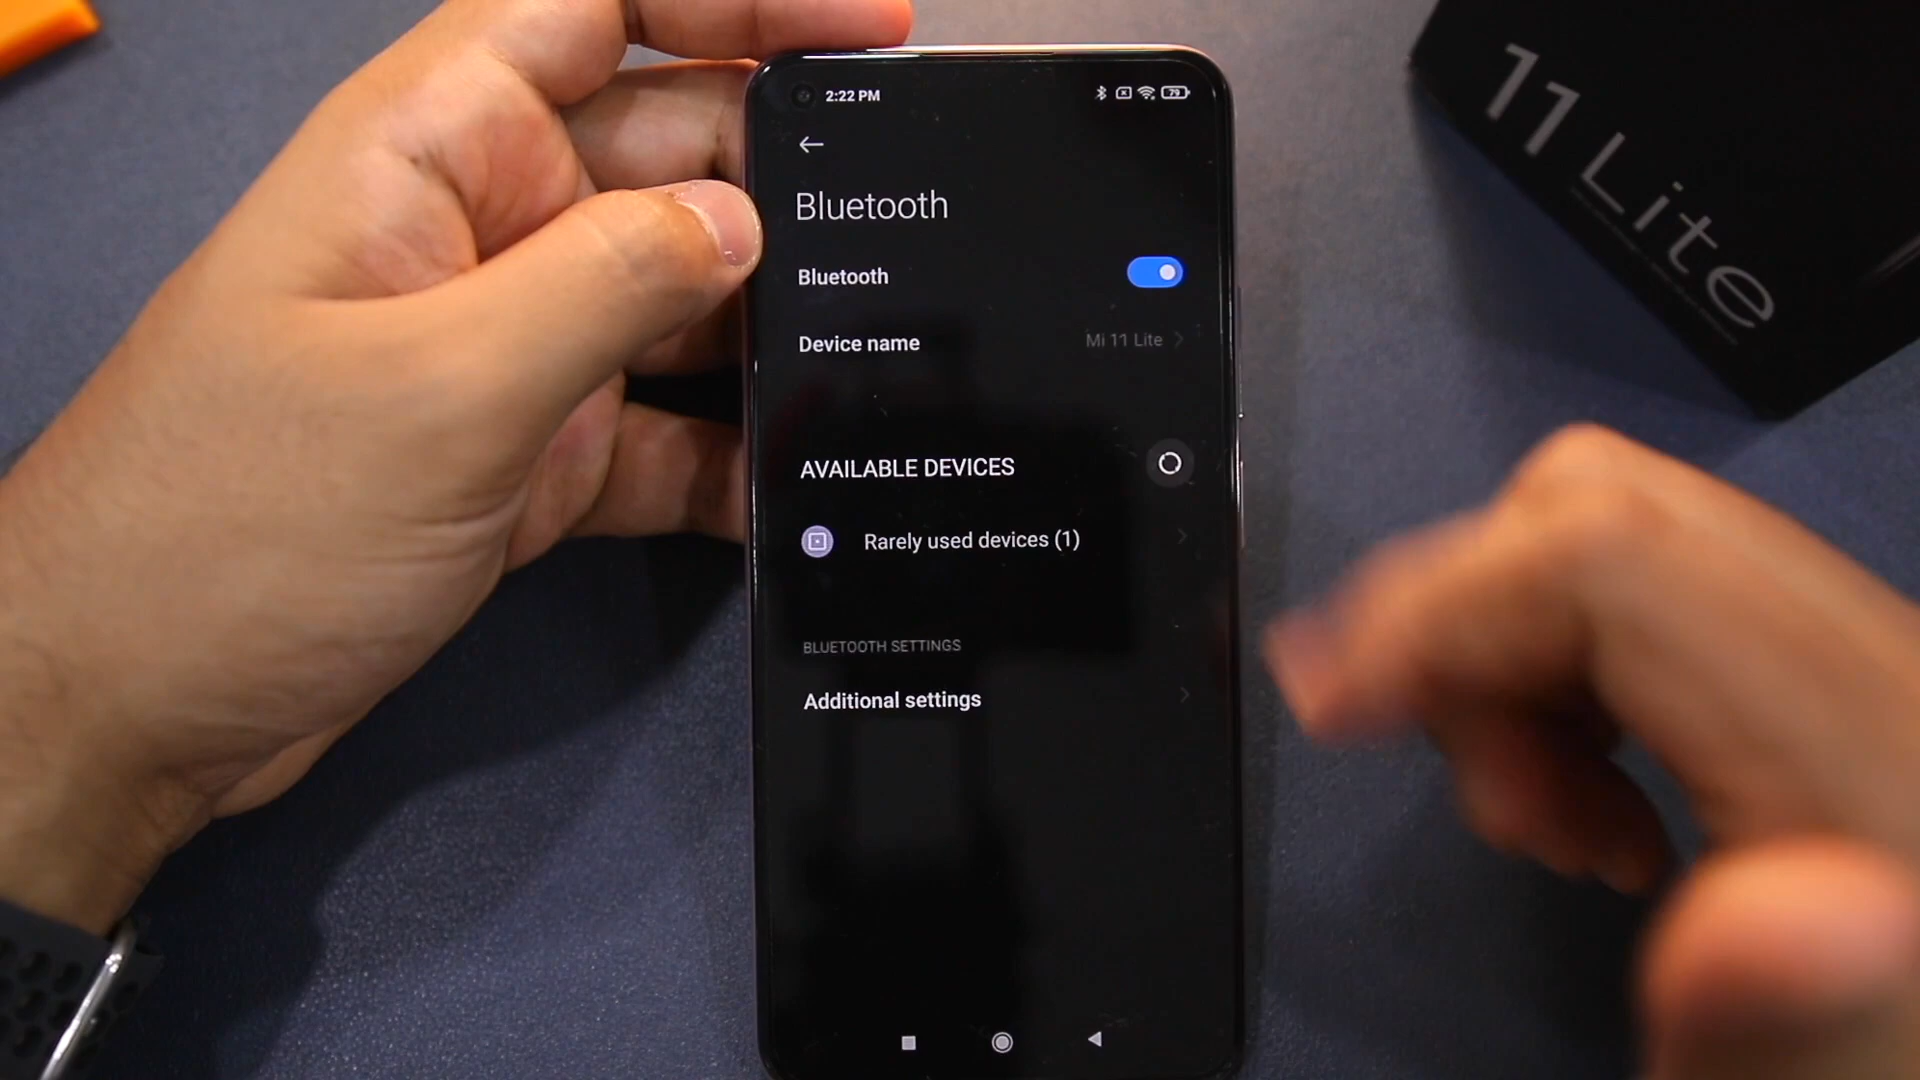 2:22 PM
79
Bluetooth
Bluetooth
Device name
Mi 11 Lite
AVAILABLE DEVICES
Rarely used devices (1)
BLUETOOTH SETTINGS
Additional settings
11 Lite